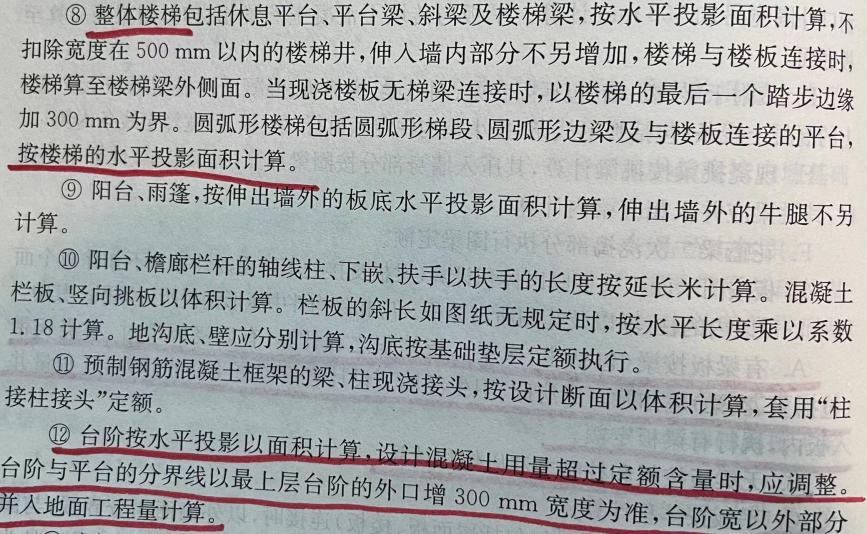 ⑧ 整体楼梯包括休息平台、平台梁、斜梁及楼梯梁,按水平投影面积计算,不
扣除宽度在 500 mm 以内的楼梯井,伸入墙内部分不另增加,楼梯与楼板连接时,
楼梯算至楼梯梁外侧面。当现浇楼板无梯梁连接时,以楼梯的最后一个踏步边缘
加 300 mm 为界。圆弧形楼梯包括圆弧形梯段、圆弧形边梁及与楼板连接的平台,
按楼梯的水平投影面积计算。
⑨ 阳台、雨篷,按伸出墙外的板底水平投影面积计算,伸出墙外的牛腿不另
计算。
⑩ 阳台、檐廊栏杆的轴线柱、下嵌、扶手以扶手的长度按延长米计算。混凝土
栏板、竖向挑板以体积计算。栏板的斜长如图纸无规定时,按水平长度乘以系数
1.18 计算。地沟底、壁应分别计算,沟底按基础垫层定额执行。
⑪ 预制钢筋混凝土框架的梁、柱现浇接头,按设计断面以体积计算,套用“柱
接柱接头”定额。
⑫ 台阶按水平投影以面积计算,设计混凝土用量超过定额含量时,应调整。
台阶与平台的分界线以最上层台阶的外口增 300 mm 宽度为准,台阶宽以外部分
并入地面工程量计算。